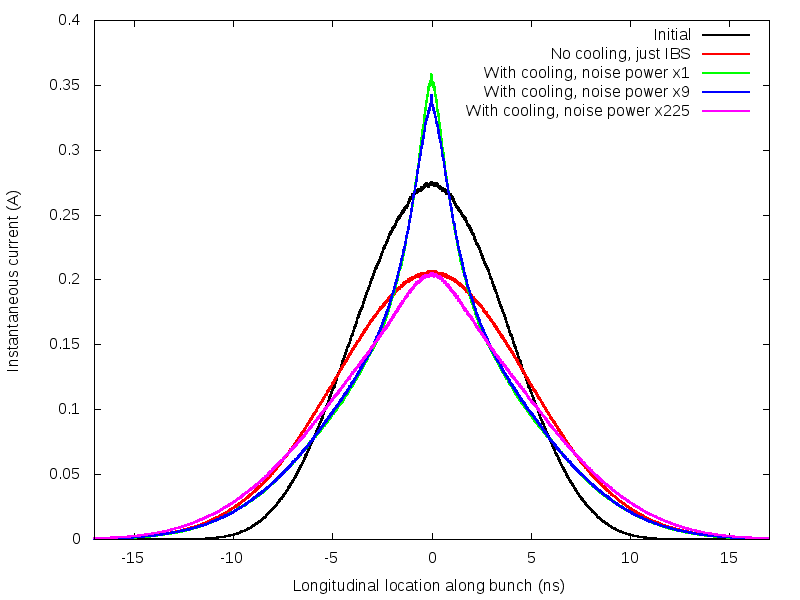 0.4
0.35
0.3
0.25
0.2
0.15
0.1
0.05
0
-15
-10
-5
0
5
10
15
Instantaneous current (A)
Longitudinal location along bunch (ns)
Initial
No cooling, just IBS
With cooling, noise power x1
With cooling, noise power x9
With cooling, noise power x225